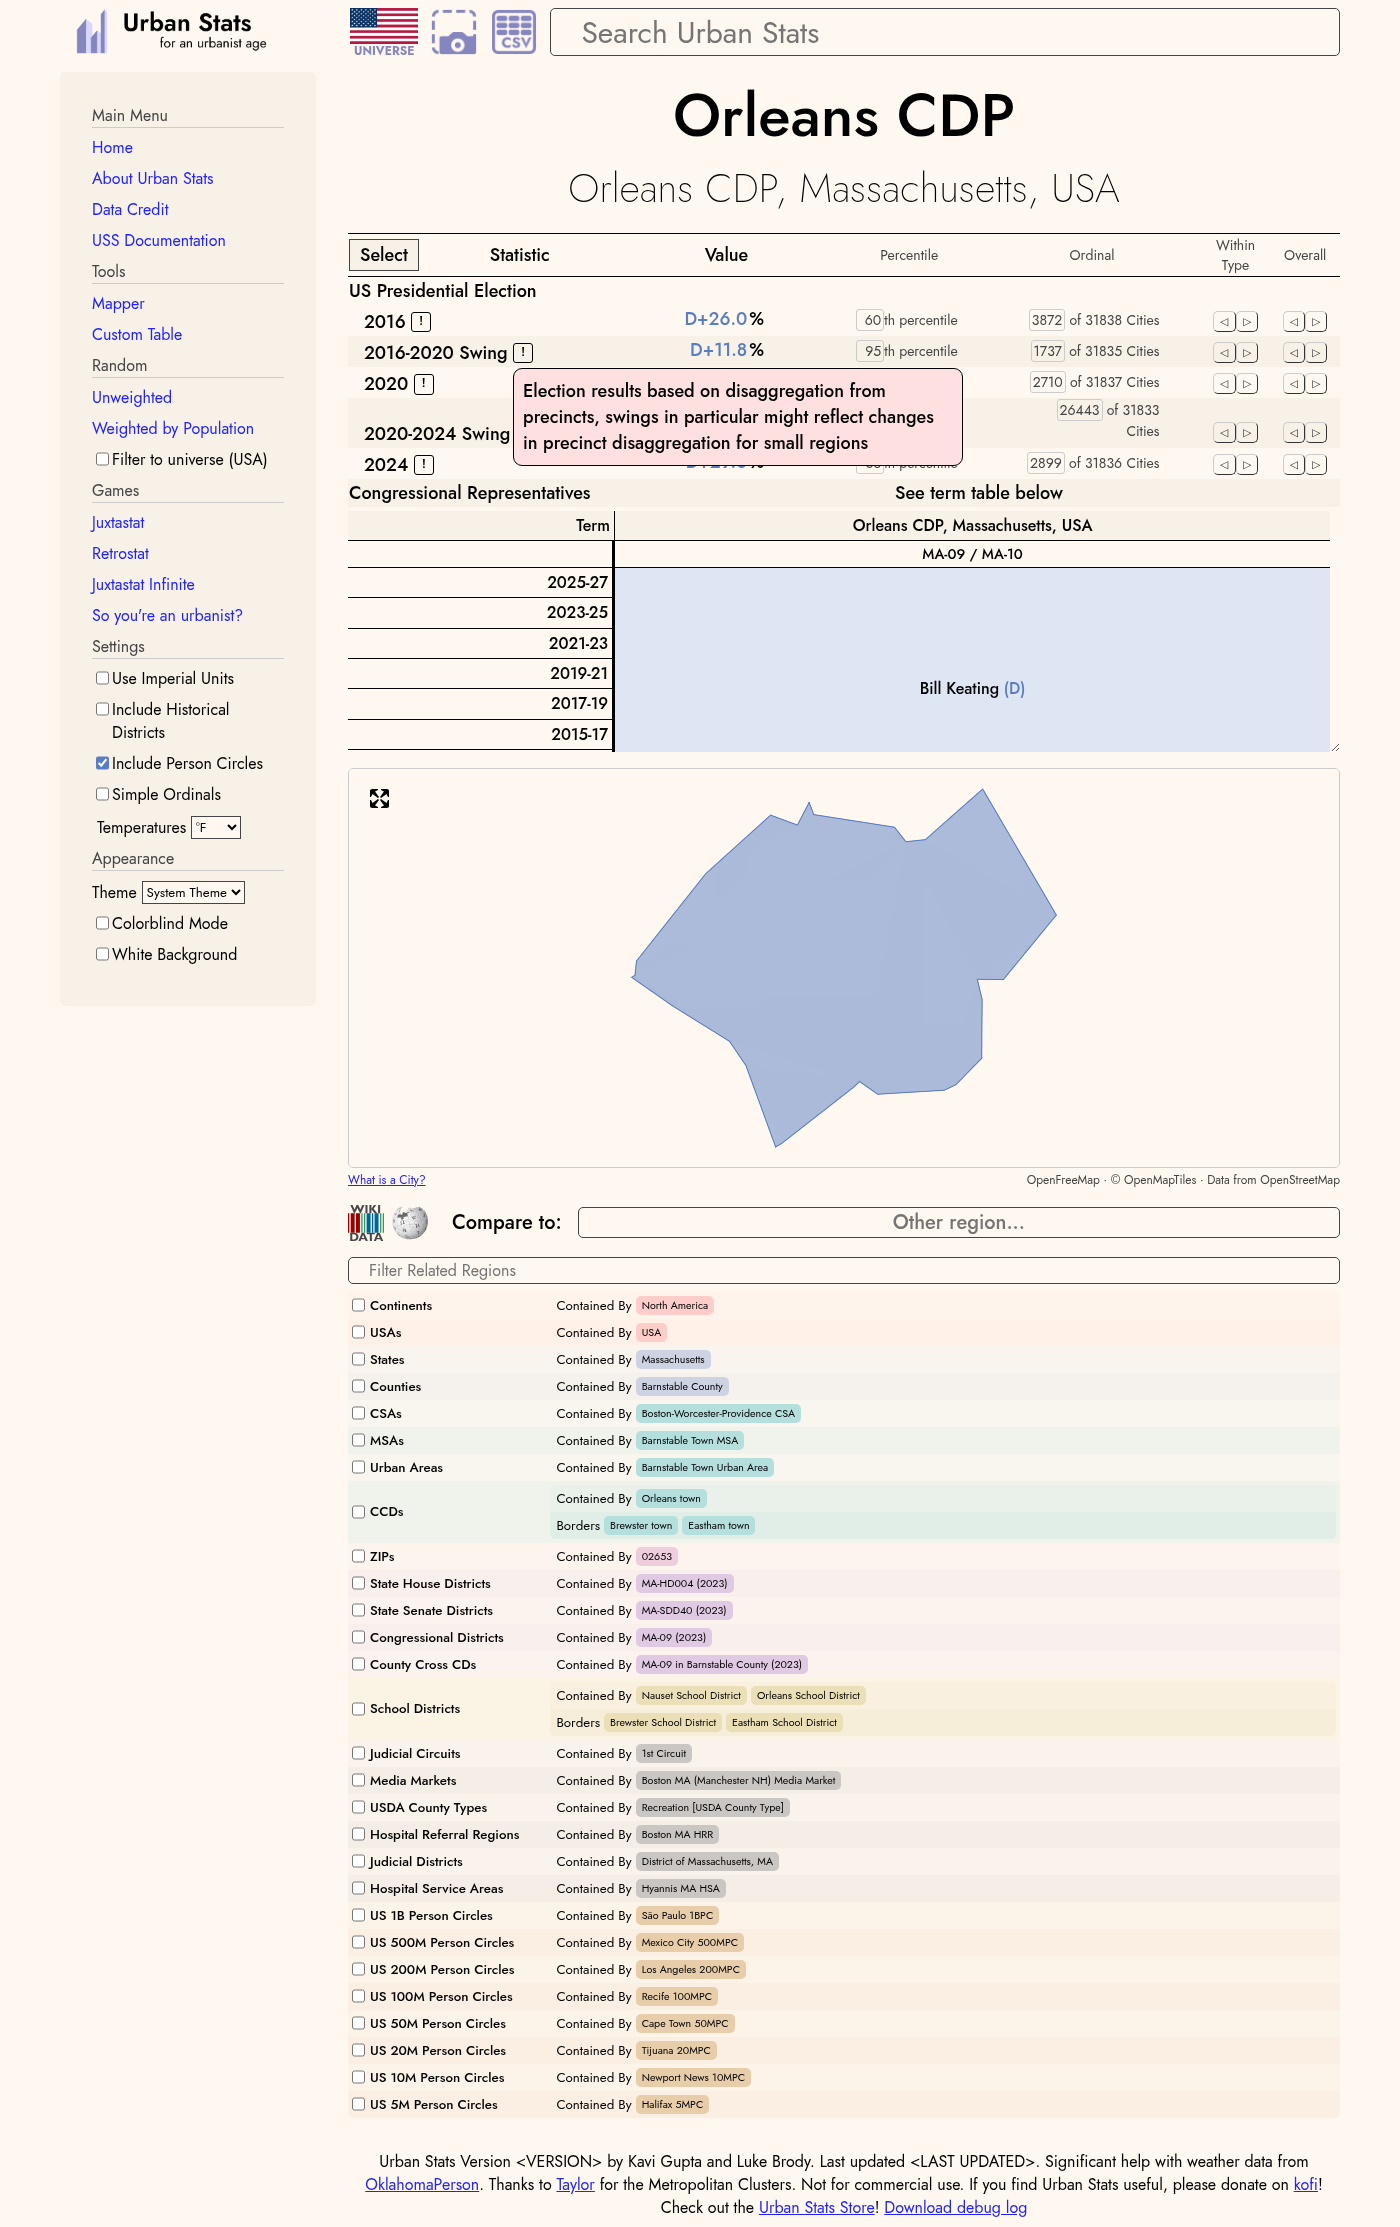 Urban Stats
for an urbanist age
UNIVERSE
CSV
Search Urban Stats
Main Menu
Home
About Urban Stats
Data Credit
USS Documentation
Tools
Mapper
Custom Table
Random
Unweighted
Weighted by Population
Filter to universe (USA)
Games
Juxtastat
Retrostat
Juxtastat Infinite
So you're an urbanist?
Settings
Use Imperial Units
Include Historical
Districts
Include Person Circles
Simple Ordinals
Temperatures °F
Appearance
Theme System Theme
Colorblind Mode
White Background
Orleans CDP
Orleans CDP, Massachusetts, USA
Select Statistic Value Percentile Ordinal Within Type Overall
US Presidential Election
2016 ! D+26.0% 60th percentile 3872 of 31838 Cities
2016-2020 Swing ! D+11.8% 95th percentile 1737 of 31835 Cities
2020 ! 2710 of 31837 Cities
Election results based on disaggregation from
precincts, swings in particular might reflect changes
in precinct disaggregation for small regions
2020-2024 Swing 26443 of 31833 Cities
2024 ! 2899 of 31836 Cities
Congressional Representatives See term table below
Term Orleans CDP, Massachusetts, USA
MA-09 / MA-10
2025-27
2023-25
2021-23
2019-21
Bill Keating (D)
2017-19
2015-17
What is a City? OpenFreeMap · © OpenMapTiles · Data from OpenStreetMap
WIKI
DATA
Compare to: Other region...
Filter Related Regions
Continents Contained By North America
USAs Contained By USA
States Contained By Massachusetts
Counties Contained By Barnstable County
CSAs Contained By Boston-Worcester-Providence CSA
MSAs Contained By Barnstable Town MSA
Urban Areas Contained By Barnstable Town Urban Area
CCDs Contained By Orleans town
Borders Brewster town Eastham town
ZIPs Contained By 02653
State House Districts Contained By MA-HD004 (2023)
State Senate Districts Contained By MA-SDD40 (2023)
Congressional Districts Contained By MA-09 (2023)
County Cross CDs Contained By MA-09 in Barnstable County (2023)
School Districts Contained By Nauset School District Orleans School District
Borders Brewster School District Eastham School District
Judicial Circuits Contained By 1st Circuit
Media Markets Contained By Boston MA (Manchester NH) Media Market
USDA County Types Contained By Recreation [USDA County Type]
Hospital Referral Regions Contained By Boston MA HRR
Judicial Districts Contained By District of Massachusetts, MA
Hospital Service Areas Contained By Hyannis MA HSA
US 1B Person Circles Contained By São Paulo 1BPC
US 500M Person Circles Contained By Mexico City 500MPC
US 200M Person Circles Contained By Los Angeles 200MPC
US 100M Person Circles Contained By Recife 100MPC
US 50M Person Circles Contained By Cape Town 50MPC
US 20M Person Circles Contained By Tijuana 20MPC
US 10M Person Circles Contained By Newport News 10MPC
US 5M Person Circles Contained By Halifax 5MPC
Urban Stats Version <VERSION> by Kavi Gupta and Luke Brody. Last updated <LAST UPDATED>. Significant help with weather data from
OklahomaPerson. Thanks to Taylor for the Metropolitan Clusters. Not for commercial use. If you find Urban Stats useful, please donate on kofi!
Check out the Urban Stats Store! Download debug log